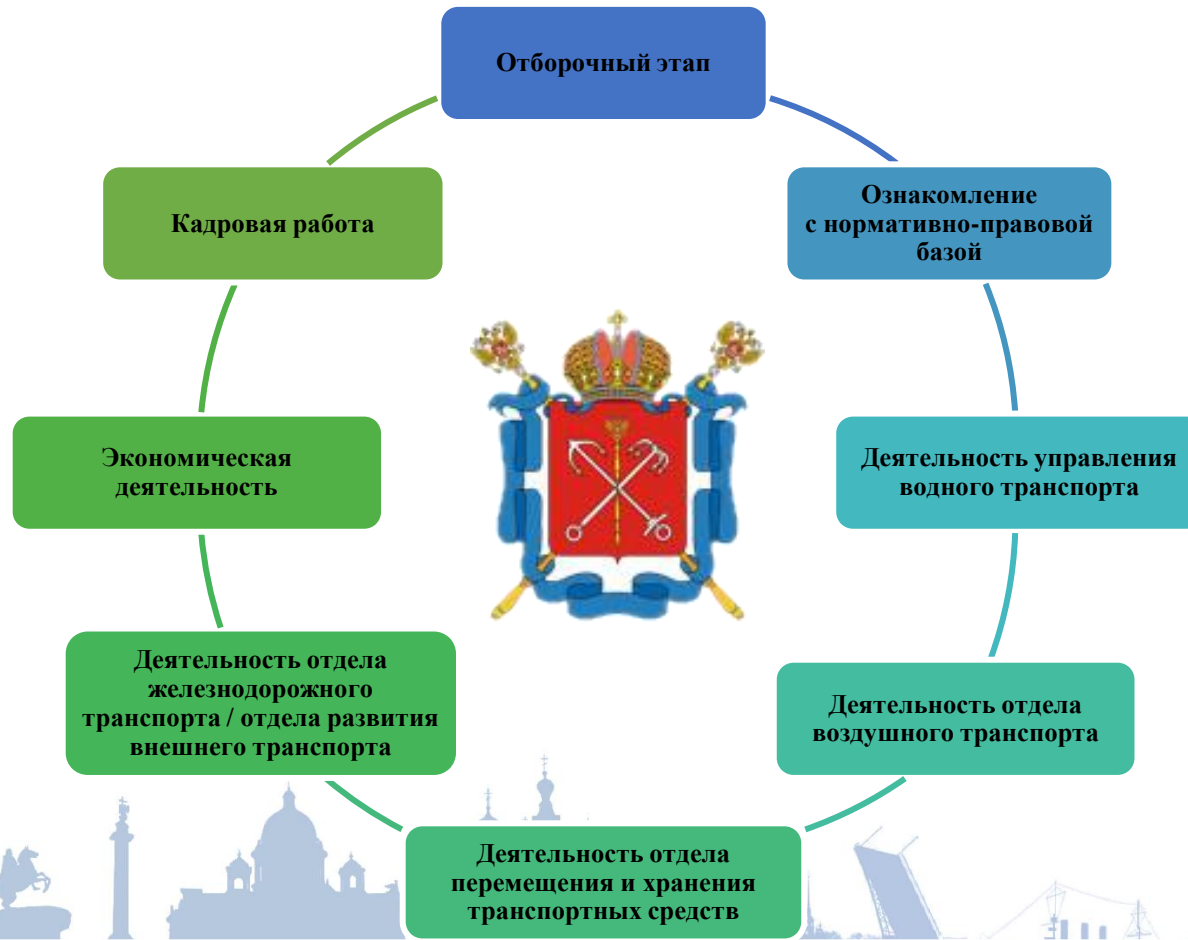 Отборочный этап
Ознакомление
с нормативно-правовой
базой
Деятельность управления
водного транспорта
Деятельность отдела
воздушного транспорта
Деятельность отдела
перемещения и хранения
транспортных средств
Деятельность отдела
железнодорожного
транспорта / отдела развития
внешнего транспорта
Экономическая
деятельность
Кадровая работа